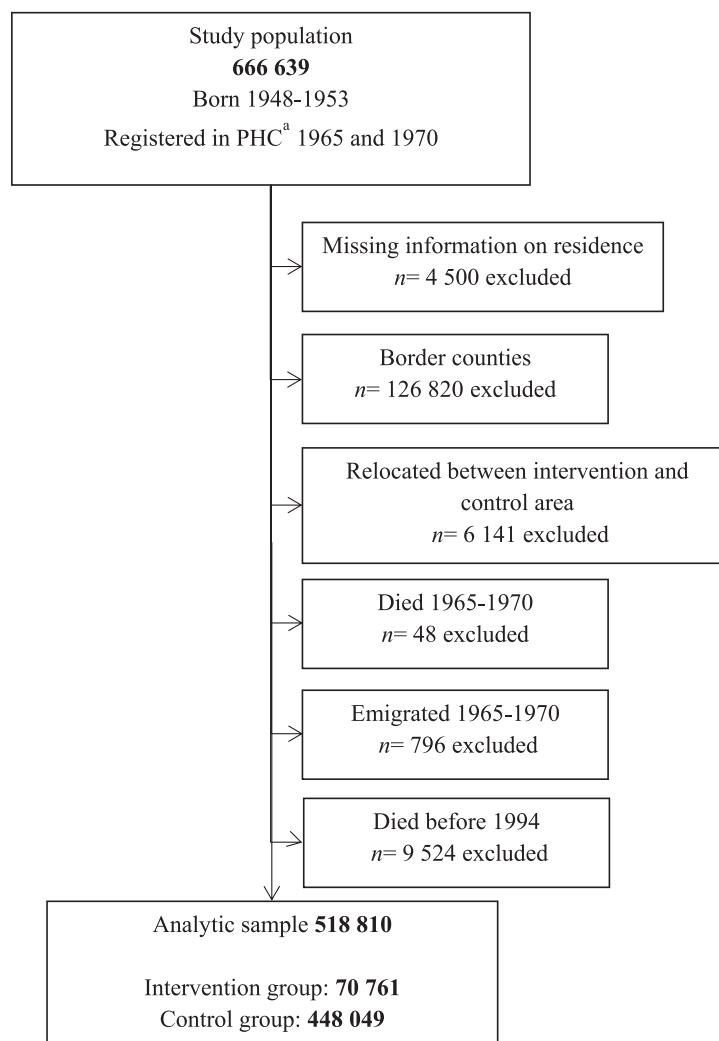 Study population
666 639
Born 1948-1953
Registered in PHCa 1965 and 1970
Missing information on residence
n= 4 500 excluded
Border counties
n= 126 820 excluded
Relocated between intervention and
control area
n= 6 141 excluded
Died 1965-1970
n= 48 excluded
Emigrated 1965-1970
n= 796 excluded
Died before 1994
n= 9 524 excluded
Analytic sample 518 810
Intervention group: 70 761
Control group: 448 049